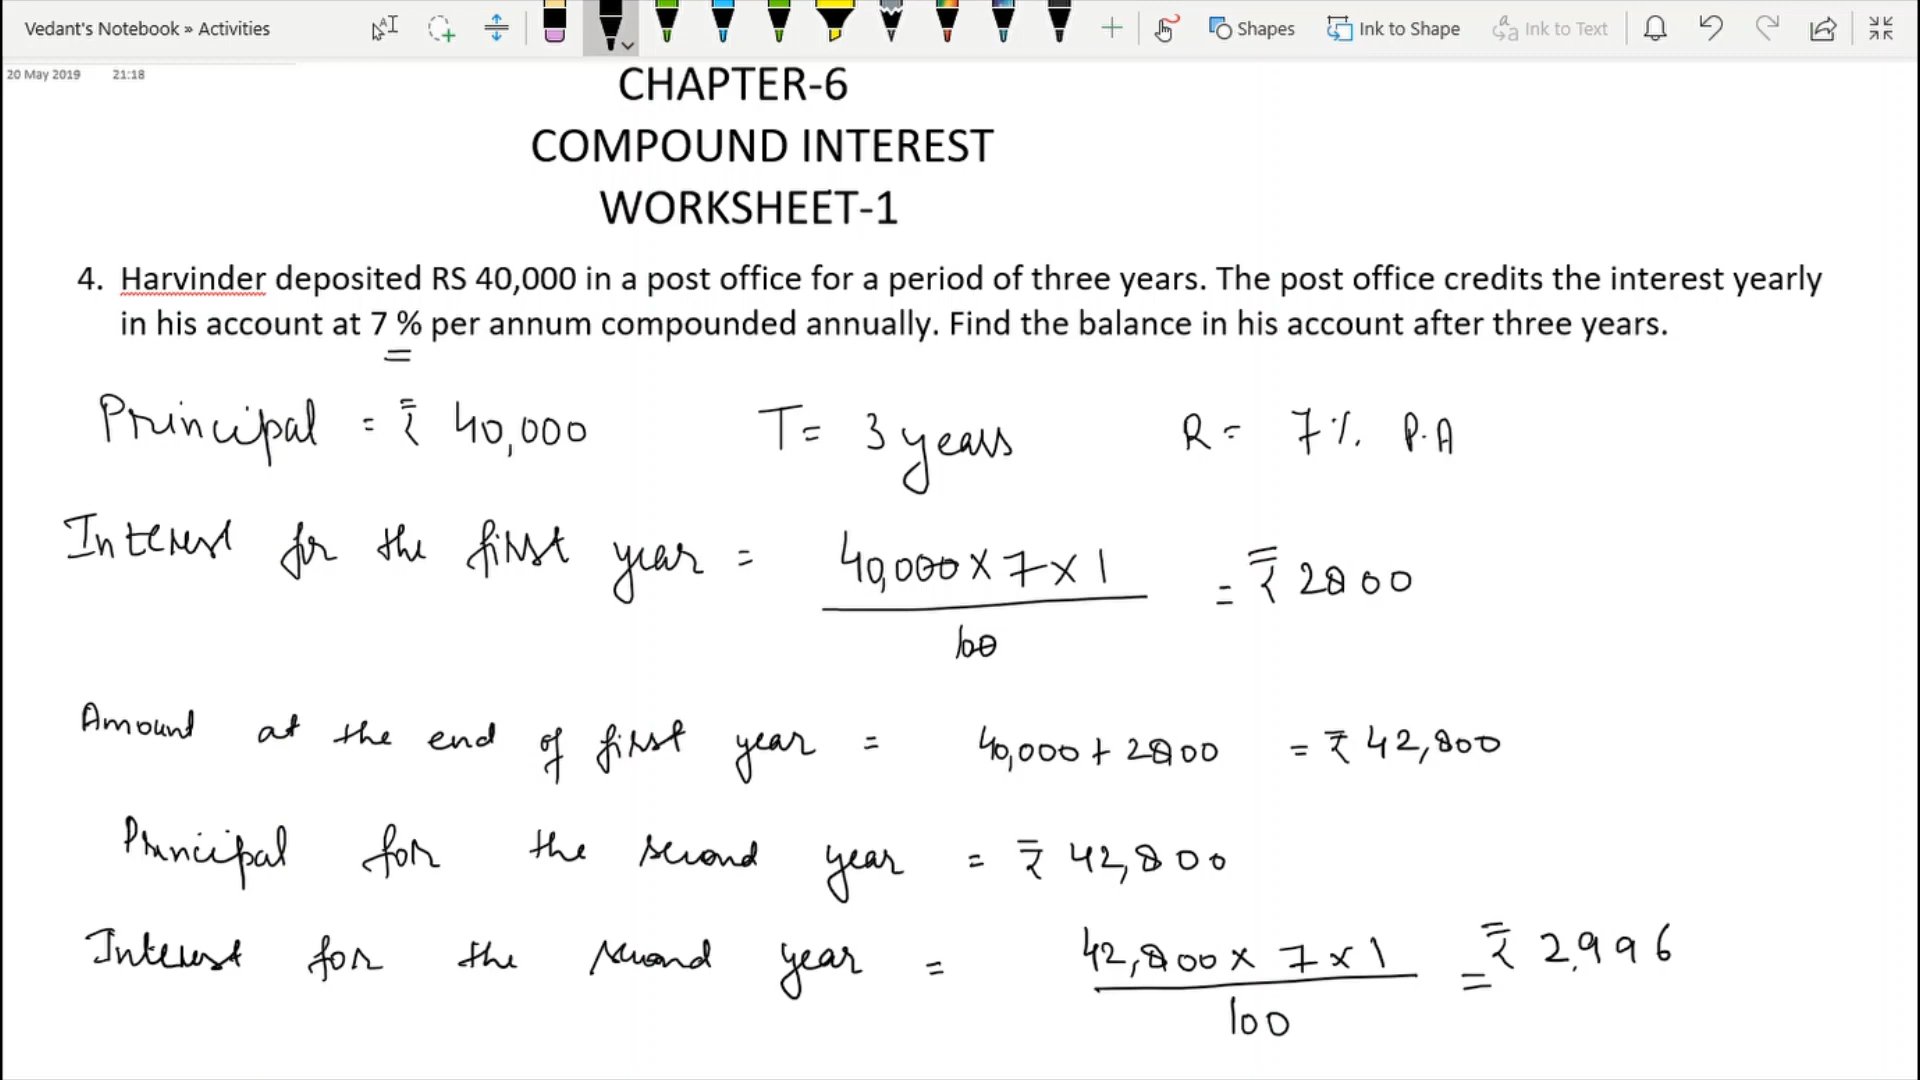 Vedant's Notebook » Activities
Shapes
Ink to Shape
Ink to Text
20 May 2019 21:18
CHAPTER-6
COMPOUND INTEREST
WORKSHEET-1
4. Harvinder deposited RS 40,000 in a post office for a period of three years. The post office credits the interest yearly
in his account at 7 % per annum compounded annually. Find the balance in his account after three years.
Principal = ₹ 40,000 T= 3 years R= 7% P.A
Interest for the first year = 40,000 x 7 x 1 = ₹ 2800
100
Amount at the end of first year = 40,000 + 2800 = ₹ 42,800
Principal for the second year = ₹ 42,800
Interest for the second year = 42,800 x 7 x 1 = ₹ 2,996
100